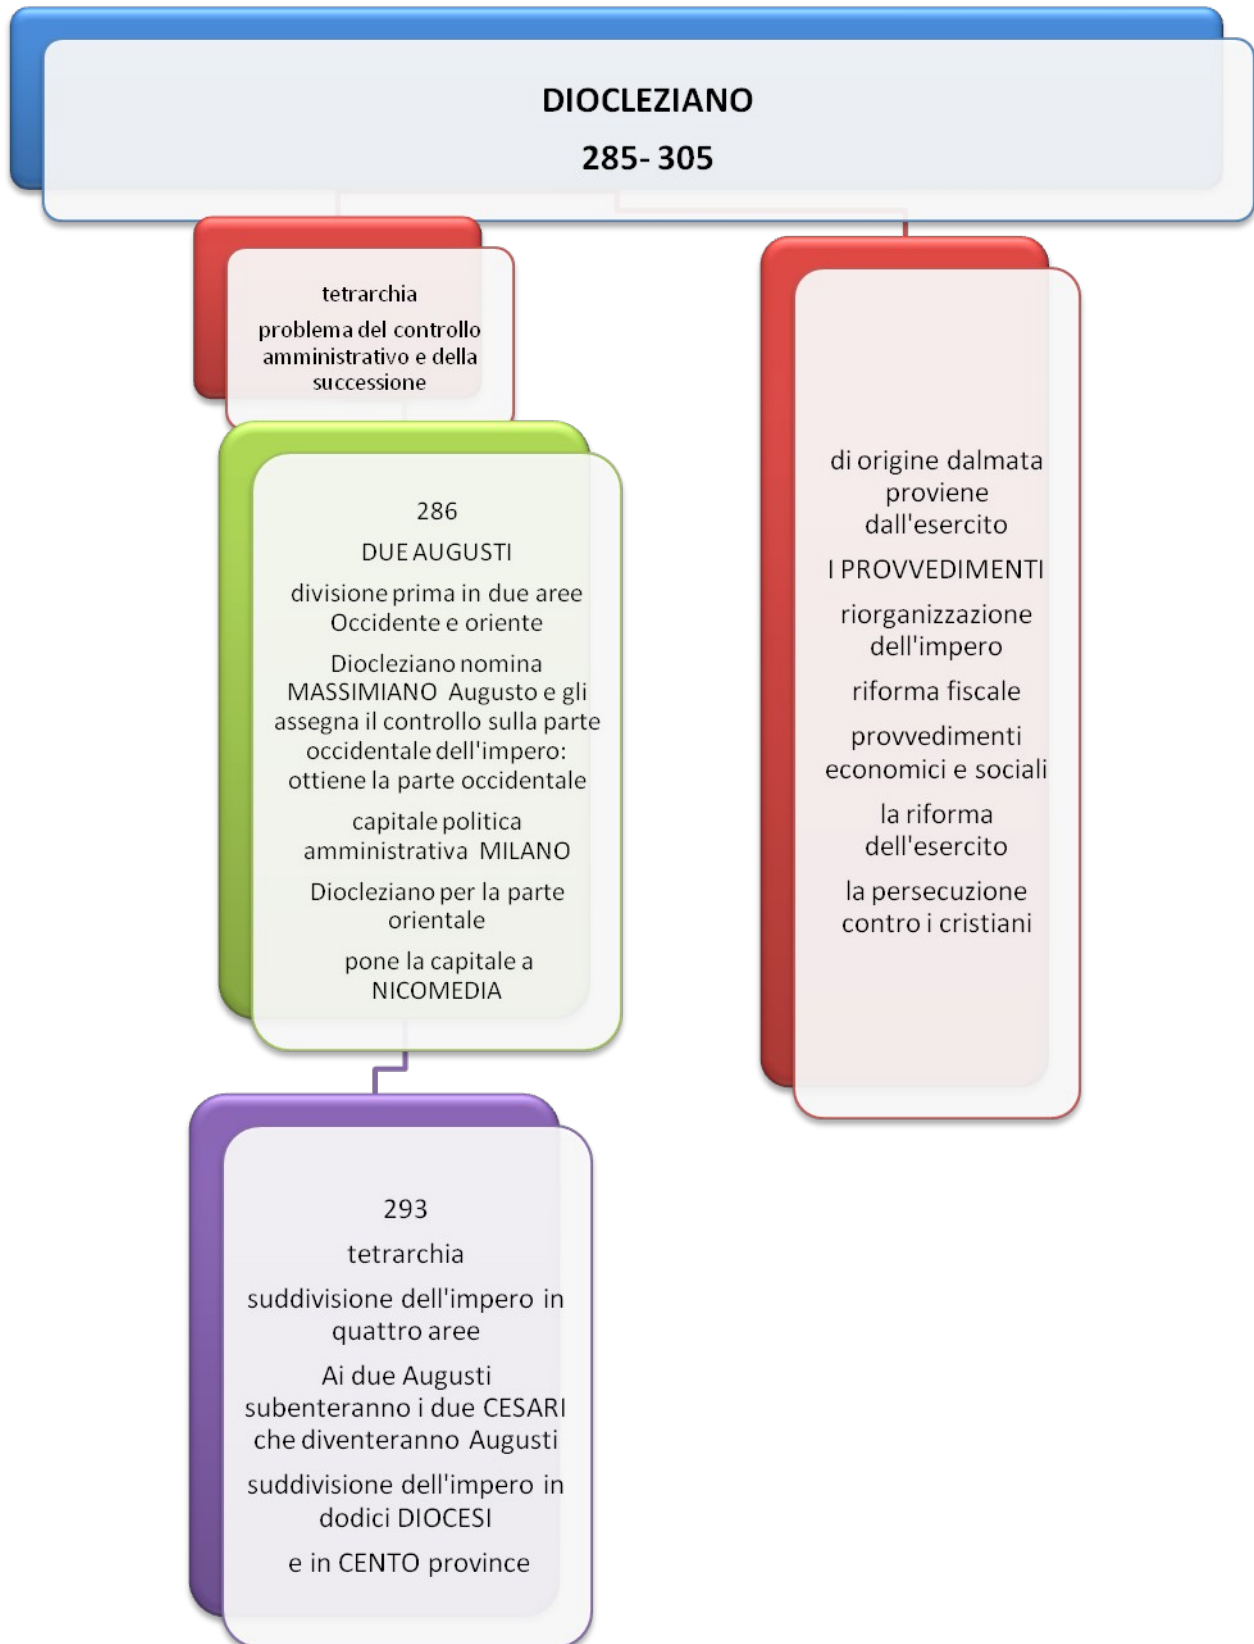 DIOCLEZIANO
285- 305
tetrarchia
problema del controllo
amministrativo e della
successione
286
DUE AUGUSTI
divisione prima in due aree
Occidente e oriente
Diocleziano nomina
MASSIMIANO Augusto e gli
assegna il controllo sulla parte
occidentale dell'impero:
ottiene la parte occidentale
capitale politica
amministrativa MILANO
Diocleziano per la parte
orientale
pone la capitale a
NICOMEDIA
293
tetrarchia
suddivisione dell'impero in
quattro aree
Ai due Augusti
subenteranno i due CESARI
che diventeranno Augusti
suddivisione dell'impero in
dodici DIOCESI
e in CENTO province
di origine dalmata
proviene
dall'esercito
I PROVVEDIMENTI
riorganizzazione
dell'impero
riforma fiscale
provvedimenti
economici e sociali
la riforma
dell'esercito
la persecuzione
contro i cristiani